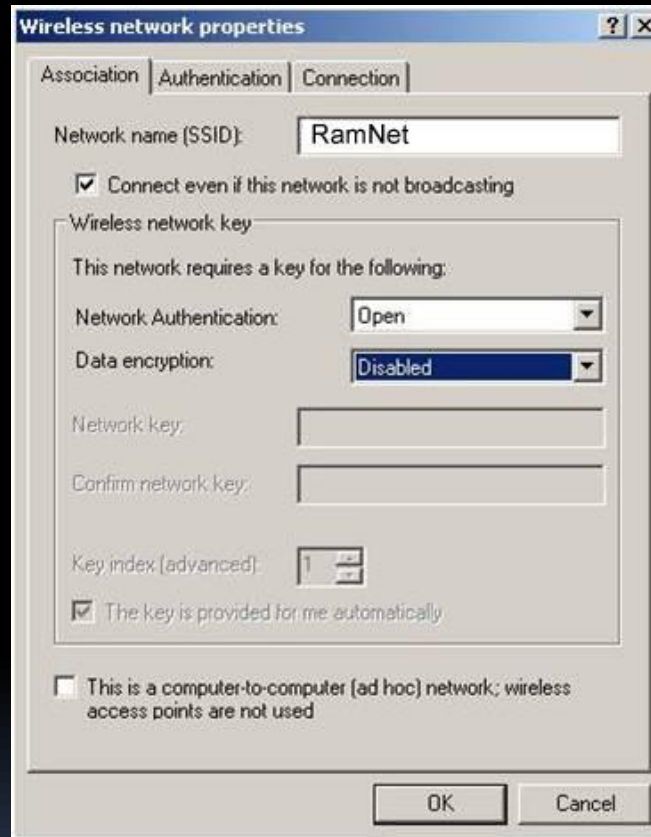 Wireless network properties
Association Authentication Connection
Network name (SSID): RamNet
Connect even if this network is not broadcasting
Wireless network key
This network requires a key for the following:
Network Authentication: Open
Data encryption: Disabled
Network key:
Confirm network key:
Key index (advanced): 1
The key is provided for me automatically
This is a computer-to-computer (ad hoc) network; wireless
access points are not used
OK Cancel